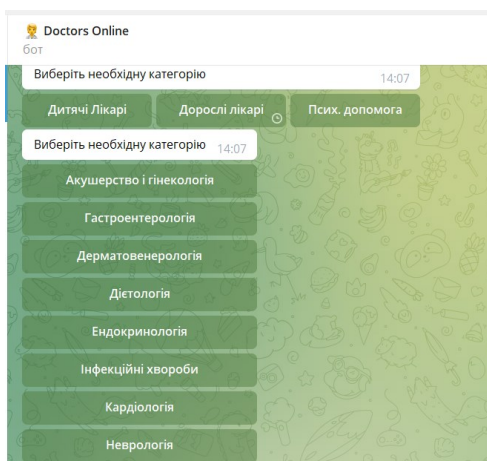 Doctors Online
бот
Виберіть необхідну категорію 14:07
Дитячі Лікарі Дорослі лікарі Псих. допомога
Виберіть необхідну категорію 14:07
Акушерство і гінекологія
Гастроентерологія
Дерматовенерологія
Дієтологія
Ендокринологія
Інфекційні хвороби
Кардіологія
Неврологія